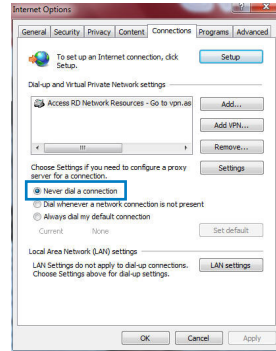 Internet Options
General Security Privacy Content Connections Programs Advanced
To set up an Internet connection, click
Setup.
Setup
Dial-up and Virtual Private Network settings
Access RD Network Resources - Go to vpn.as
Add...
Add VPN...
Remove...
Choose Settings if you need to configure a proxy
server for a connection.
Settings
Never dial a connection
Dial whenever a network connection is not present
Always dial my default connection
Current None
Set default
Local Area Network (LAN) settings
LAN Settings do not apply to dial-up connections.
Choose Settings above for dial-up settings.
LAN settings
OK Cancel Apply